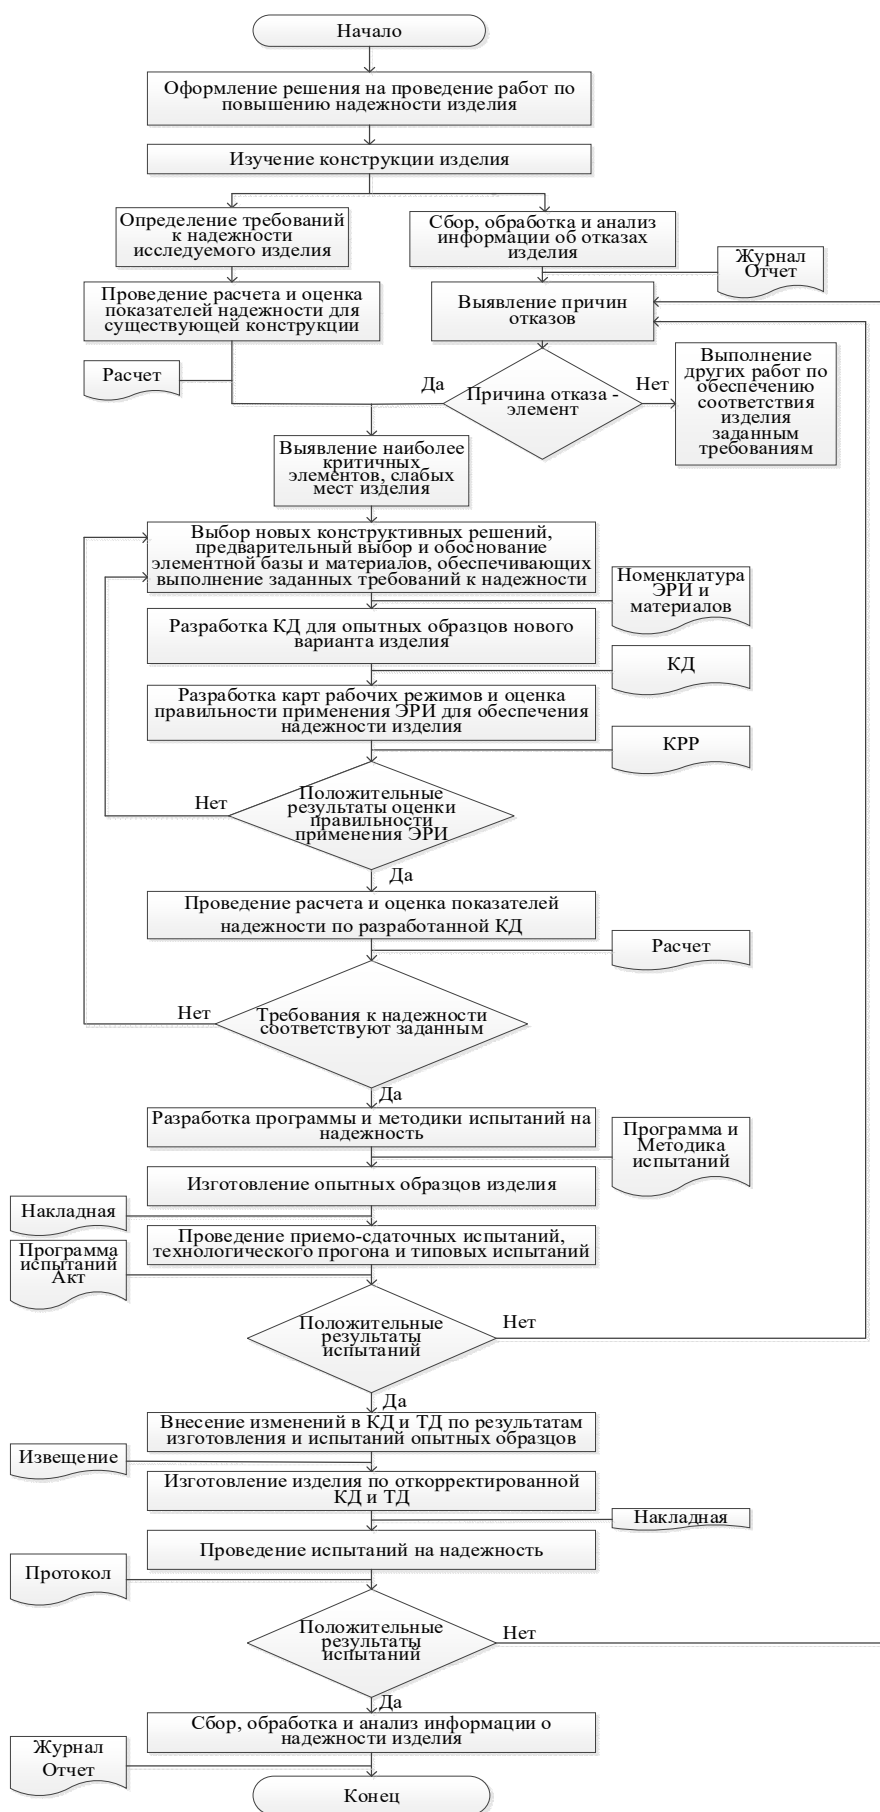 Начало
Оформление решения на проведение работ по
повышению надежности изделия
Изучение конструкции изделия
Определение требований
к надежности
исследуемого изделия
Сбор, обработка и анализ
информации об отказах
изделия
Журнал
Отчет
Проведение расчета и оценка
показателей надежности для
существующей конструкции
Выявление причин
отказов
Расчет
Да
Причина отказа -
элемент
Нет
Выполнение
других работ по
обеспечению
соответствия
изделия
заданным
требованиям
Выявление наиболее
критичных
элементов, слабых
мест изделия
Выбор новых конструктивных решений,
предварительный выбор и обоснование
элементной базы и материалов, обеспечивающих
выполнение заданных требований к надежности
Номенклатура
ЭРИ и
материалов
Разработка КД для опытных образцов нового
варианта изделия
КД
Разработка карт рабочих режимов и оценка
правильности применения ЭРИ для обеспечения
надежности изделия
КРР
Нет
Положительные
результаты оценки
правильности
применения ЭРИ
Да
Проведение расчета и оценка показателей
надежности по разработанной КД
Расчет
Нет
Требования к надежности
соответствуют заданным
Да
Разработка программы и методики испытаний на
надежность
Программа и
Методика
испытаний
Изготовление опытных образцов изделия
Накладная
Проведение приемо-сдаточных испытаний,
технологического прогона и типовых испытаний
Программа
испытаний
Акт
Положительные
результаты
испытаний
Нет
Да
Внесение изменений в КД и ТД по результатам
изготовления и испытаний опытных образцов
Извещение
Изготовление изделия по откорректированной
КД и ТД
Накладная
Проведение испытаний на надежность
Протокол
Положительные
результаты
испытаний
Нет
Да
Сбор, обработка и анализ информации о
надежности изделия
Журнал
Отчет
Конец